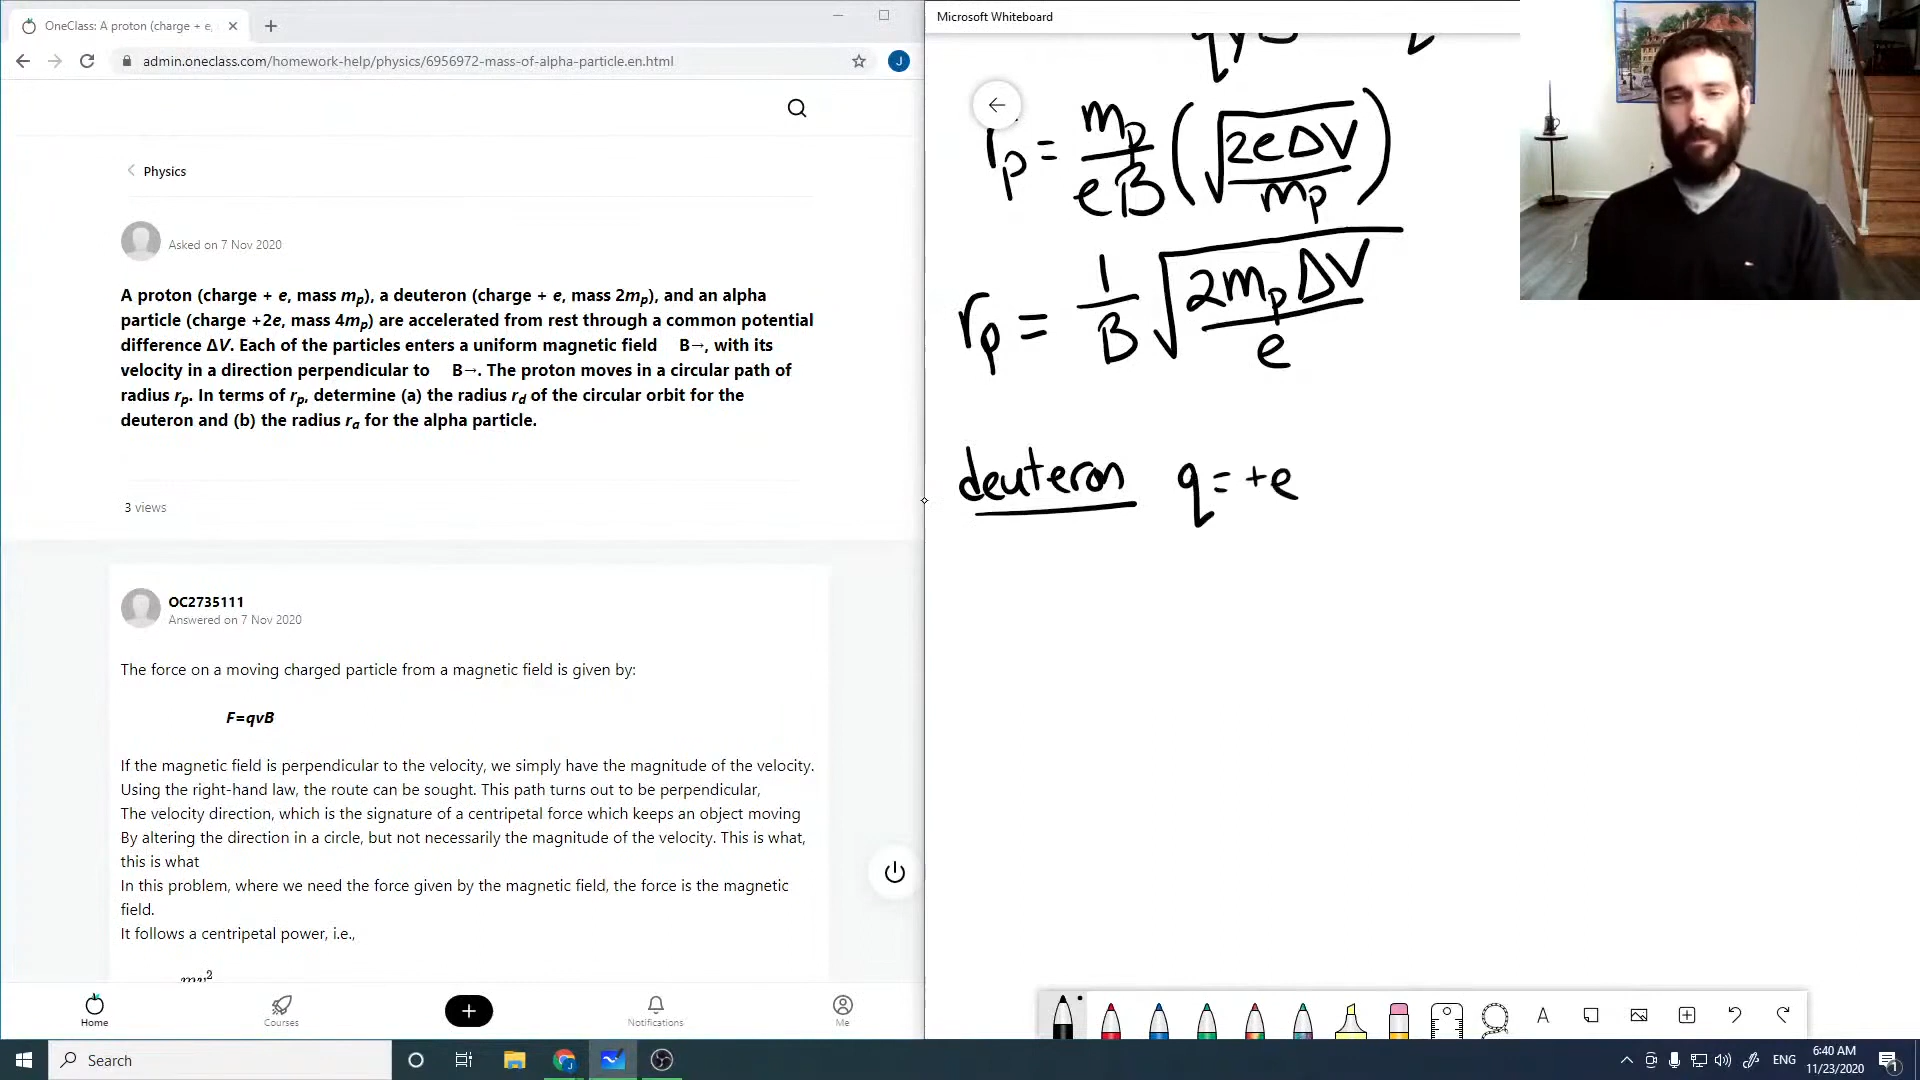 OneClass: A proton (charge + e,
admin.oneclass.com/homework-help/physics/6956972-mass-of-alpha-particle.en.html
J
Physics
Asked on 7 Nov 2020
A proton (charge + e, mass mp), a deuteron (charge + e, mass 2mp), and an alpha
particle (charge +2e, mass 4mp) are accelerated from rest through a common potential
difference ΔV. Each of the particles enters a uniform magnetic field B→, with its
velocity in a direction perpendicular to B→. The proton moves in a circular path of
radius rp. In terms of rp, determine (a) the radius rd of the circular orbit for the
deuteron and (b) the radius ra for the alpha particle.
3 views
OC2735111
Answered on 7 Nov 2020
The force on a moving charged particle from a magnetic field is given by:
F=qvB
If the magnetic field is perpendicular to the velocity, we simply have the magnitude of the velocity.
Using the right-hand law, the route can be sought. This path turns out to be perpendicular,
The velocity direction, which is the signature of a centripetal force which keeps an object moving
By altering the direction in a circle, but not necessarily the magnitude of the velocity. This is what,
this is what
In this problem, where we need the force given by the magnetic field, the force is the magnetic
field.
It follows a centripetal power, i.e.,
mv²
Home
Courses
Notifications
Me
Microsoft Whiteboard
rp = mp/eB (√(2eΔV/mp))
rp = 1/B √(2mpΔV/e)
deuteron q = +e
A
Search
ENG
6:40 AM
11/23/2020
1